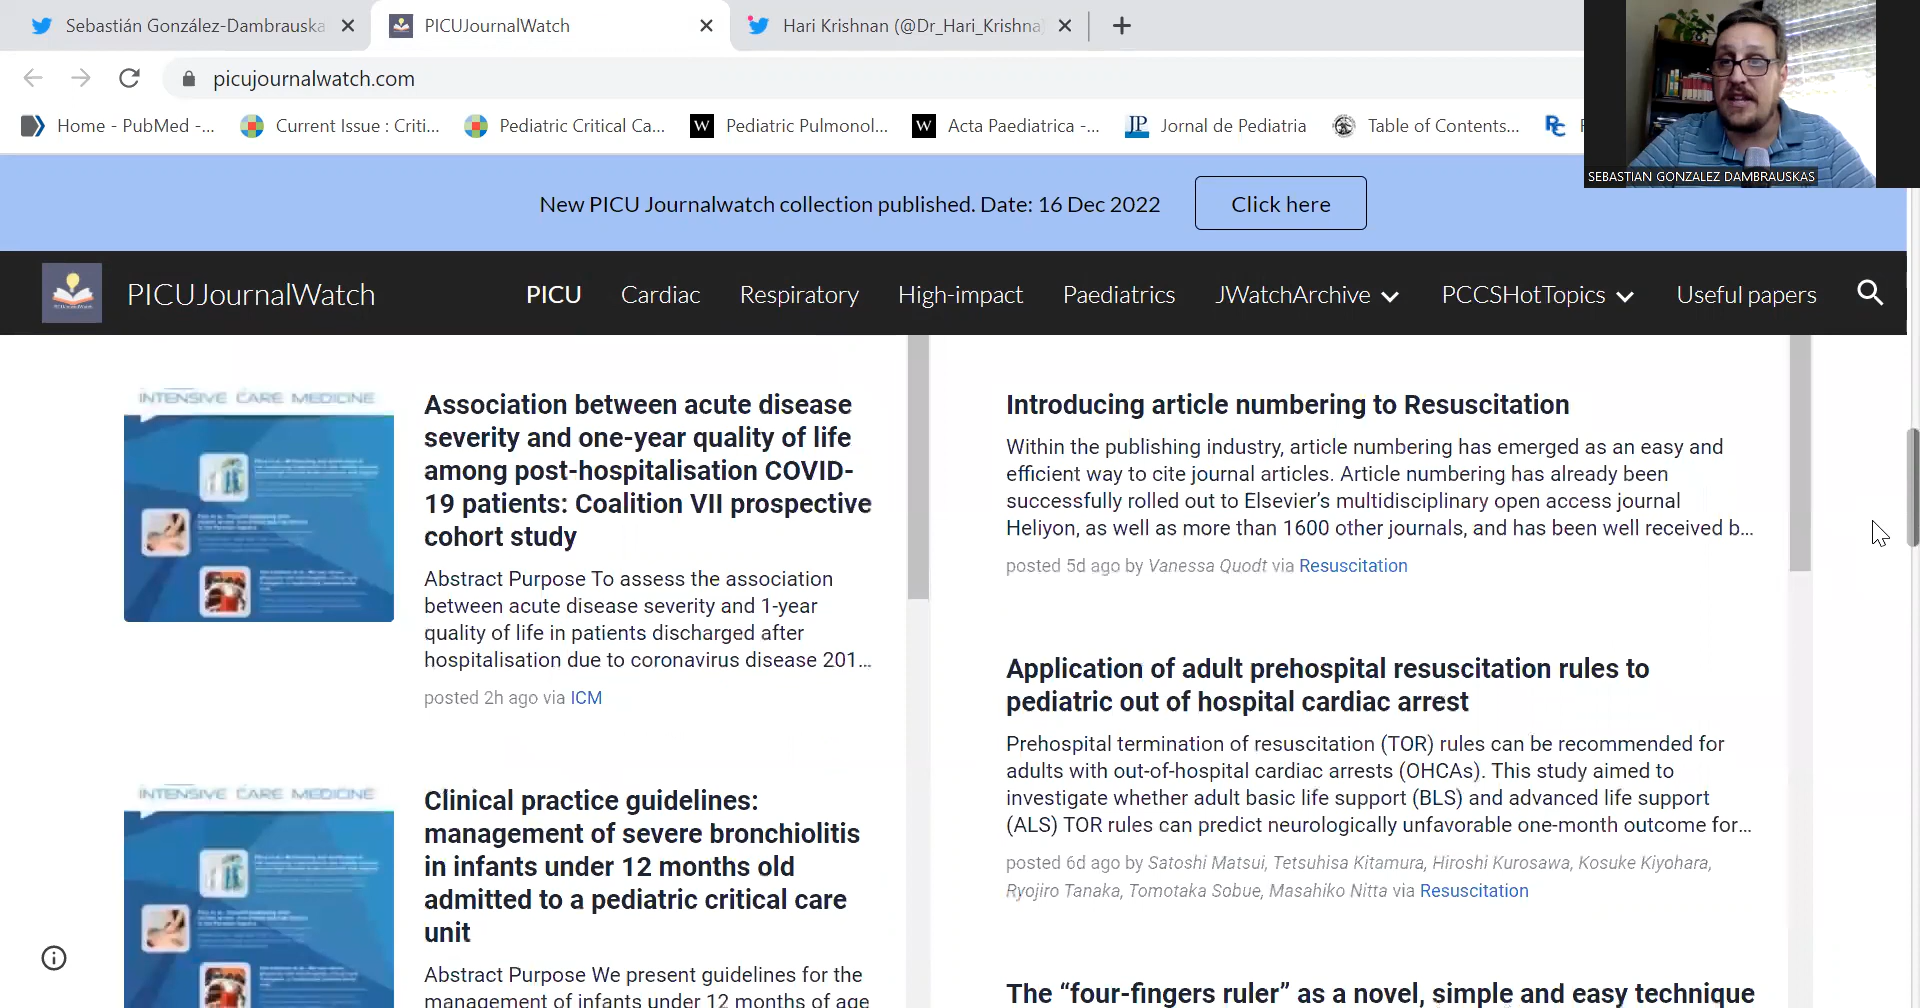 Sebastián González-Dambrauska
PICUJournalWatch
Hari Krishnan (@Dr_Hari_Krishna
picujournalwatch.com
Home - PubMed -...
Current Issue : Criti...
Pediatric Critical Ca...
W
Pediatric Pulmonol...
W
Acta Paediatrica -...
JP
Jornal de Pediatria
Table of Contents...
SEBASTIAN GONZALEZ DAMBRAUSKAS
New PICU Journalwatch collection published. Date: 16 Dec 2022
Click here
PICUJournalWatch
PICU
Cardiac
Respiratory
High-impact
Paediatrics
JWatchArchive
PCCSHotTopics
Useful papers
INTENSIVE CARE MEDICINE
Association between acute disease
severity and one-year quality of life
among post-hospitalisation COVID-
19 patients: Coalition VII prospective
cohort study
Abstract Purpose To assess the association
between acute disease severity and 1-year
quality of life in patients discharged after
hospitalisation due to coronavirus disease 201...
posted 2h ago via ICM
INTENSIVE CARE MEDICINE
Clinical practice guidelines:
management of severe bronchiolitis
in infants under 12 months old
admitted to a pediatric critical care
unit
Abstract Purpose We present guidelines for the
management of infants under 12 months of age
Introducing article numbering to Resuscitation
Within the publishing industry, article numbering has emerged as an easy and
efficient way to cite journal articles. Article numbering has already been
successfully rolled out to Elsevier’s multidisciplinary open access journal
Heliyon, as well as more than 1600 other journals, and has been well received b...
posted 5d ago by Vanessa Quodt via Resuscitation
Application of adult prehospital resuscitation rules to
pediatric out of hospital cardiac arrest
Prehospital termination of resuscitation (TOR) rules can be recommended for
adults with out-of-hospital cardiac arrests (OHCAs). This study aimed to
investigate whether adult basic life support (BLS) and advanced life support
(ALS) TOR rules can predict neurologically unfavorable one-month outcome for...
posted 6d ago by Satoshi Matsui, Tetsuhisa Kitamura, Hiroshi Kurosawa, Kosuke Kiyohara,
Ryojiro Tanaka, Tomotaka Sobue, Masahiko Nitta via Resuscitation
The “four-fingers ruler” as a novel, simple and easy technique